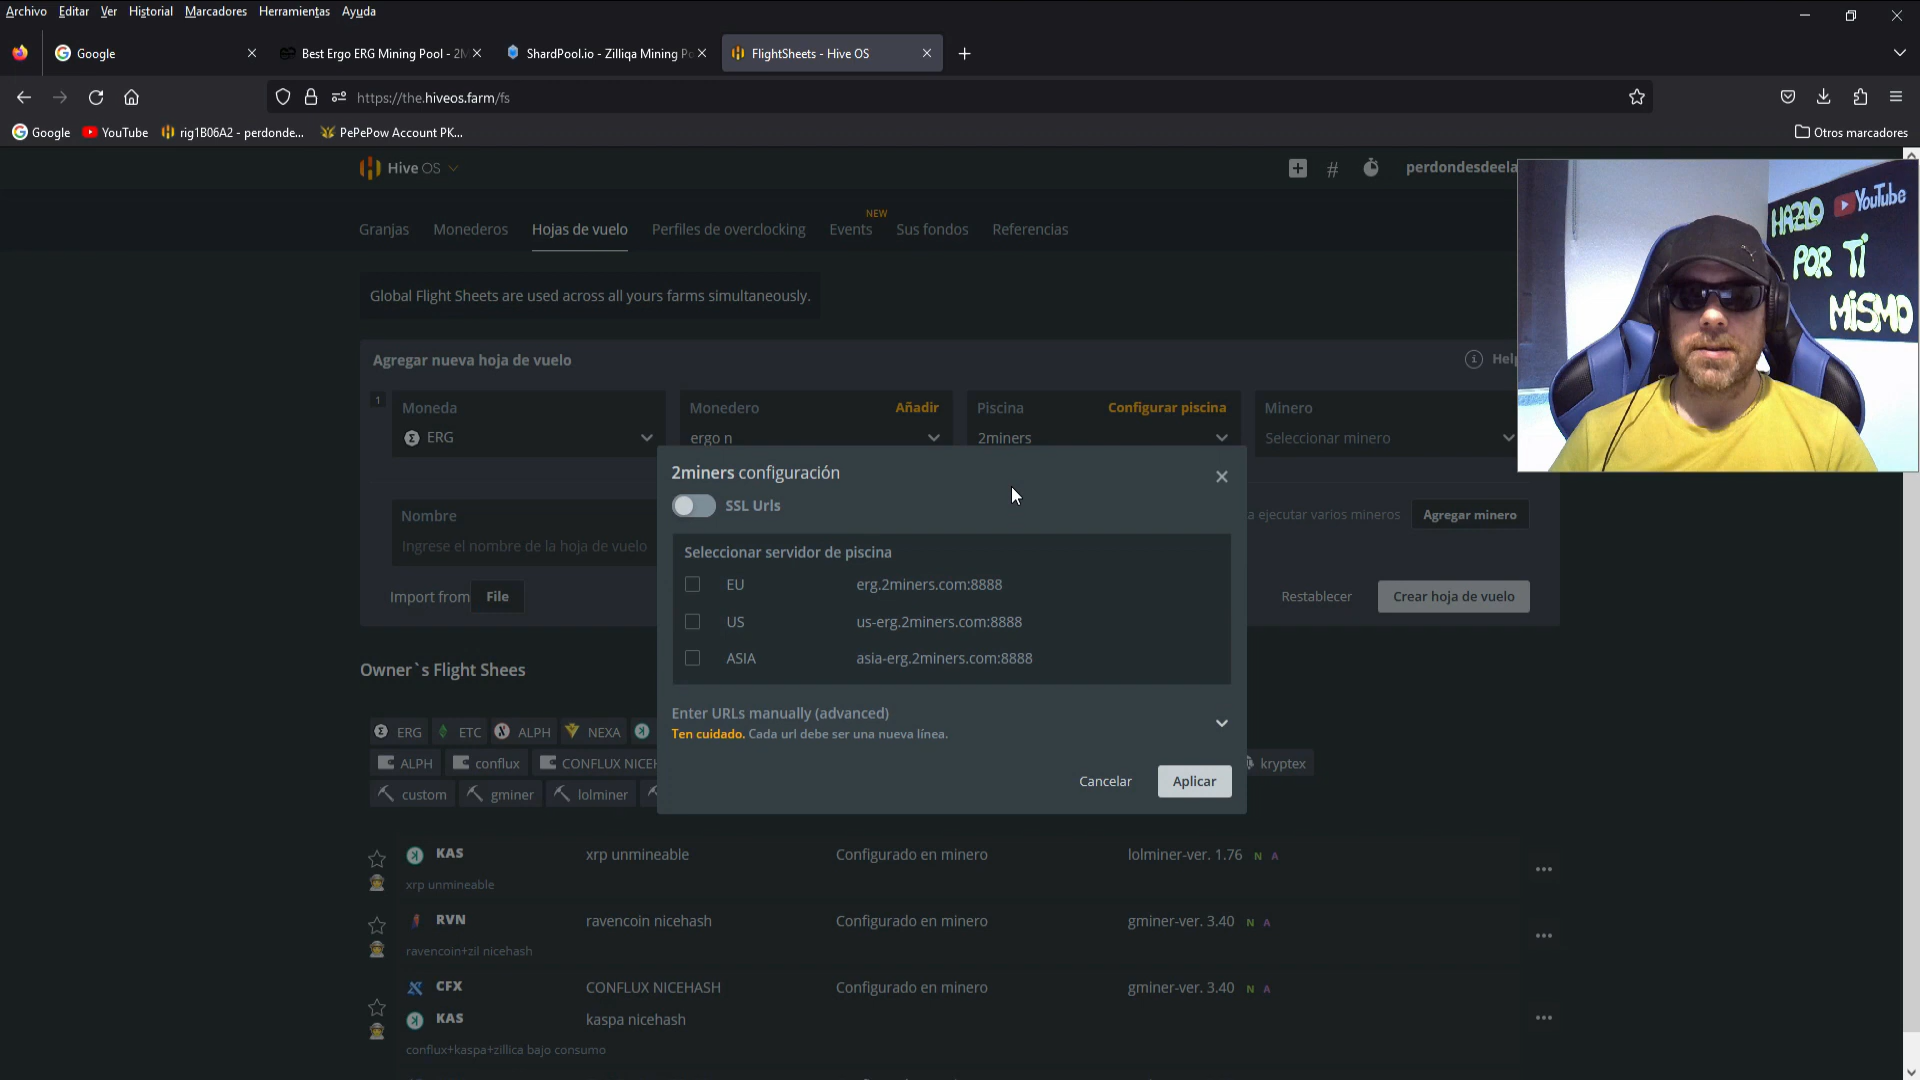 Archivo Editar Ver Historial Marcadores Herramientas Ayuda
Google
Best Ergo ERG Mining Pool - 2M
ShardPool.io - Zilliqa Mining Po
FlightSheets - Hive OS
https://the.hiveos.farm/fs
Google YouTube rig1B06A2 - perdonde... PePePow Account PK... Otros marcadores
Hive OS
# perdondesdeela
Granjas Monederos Hojas de vuelo Perfiles de overclocking Events NEW Sus fondos Referencias
Global Flight Sheets are used across all yours farms simultaneously.
Agregar nueva hoja de vuelo
Help
1
Moneda
ERG
Monedero Añadir
ergo n
Piscina Configurar piscina
2miners
Minero
Seleccionar minero
Nombre
Ingrese el nombre de la hoja de vuelo
a ejecutar varios mineros Agregar minero
Import from File
Restablecer Crear hoja de vuelo
2miners configuración
SSL Urls
Seleccionar servidor de piscina
EU erg.2miners.com:8888
US us-erg.2miners.com:8888
ASIA asia-erg.2miners.com:8888
Enter URLs manually (advanced)
Ten cuidado. Cada url debe ser una nueva línea.
Cancelar Aplicar
Owner`s Flight Shees
ERG ETC ALPH NEXA
ALPH conflux CONFLUX NICEH kryptex
custom gminer lolminer
KAS xrp unmineable Configurado en minero lolminer-ver. 1.76 N A
xrp unmineable
RVN ravencoin nicehash Configurado en minero gminer-ver. 3.40 N A
ravencoin+zil nicehash
CFX CONFLUX NICEHASH Configurado en minero gminer-ver. 3.40 N A
KAS kaspa nicehash
conflux+kaspa+zillica bajo consumo
HAZLO YouTube
POR TÍ
MISMO